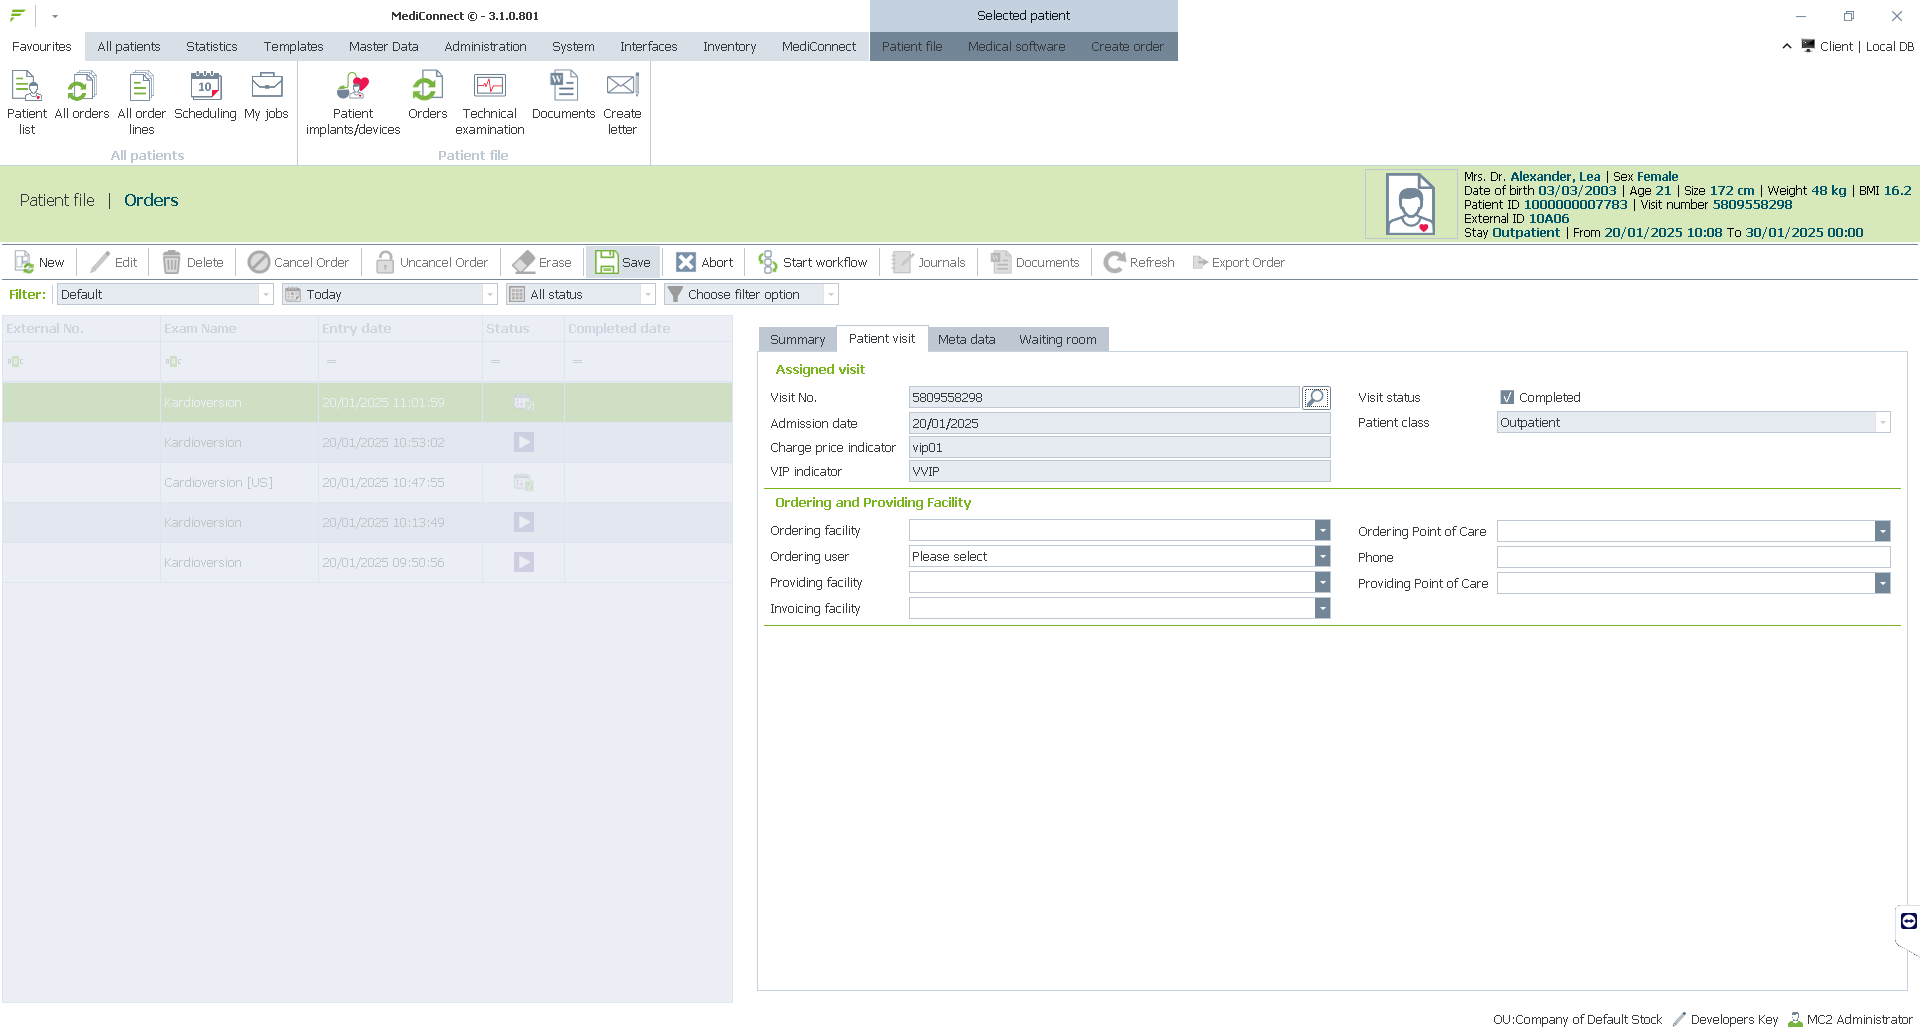 MediConnect © - 3.1.0.801
Selected patient
Favourites All patients Statistics Templates Master Data Administration System Interfaces Inventory MediConnect Patient file Medical software Create order
Client | Local DB
Patient list
All orders
All order lines
Scheduling
10
My jobs
Patient implants/devices
Orders
Technical examination
Documents
Create letter
All patients
Patient file
Patient file | Orders
Mrs. Dr. Alexander, Lea | Sex Female
Date of birth 03/03/2003 | Age 21 | Size 172 cm | Weight 48 kg | BMI 16.2
Patient ID 1000000007783 | Visit number 5809558298
External ID 10A06
Stay Outpatient | From 20/01/2025 10:08 To 30/01/2025 00:00
New Edit Delete Cancel Order Uncancel Order Erase Save Abort Start workflow Journals Documents Refresh Export Order
Filter: Default Today All status Choose filter option
External No. Exam Name Entry date Status Completed date
Kardioversion 20/01/2025 11:01:59
Kardioversion 20/01/2025 10:53:02
Cardioversion [US] 20/01/2025 10:47:55
Kardioversion 20/01/2025 10:13:49
Kardioversion 20/01/2025 09:50:56
Summary Patient visit Meta data Waiting room
Assigned visit
Visit No. 5809558298 Visit status Completed
Admission date 20/01/2025 Patient class Outpatient
Charge price indicator vip01
VIP indicator VVIP
Ordering and Providing Facility
Ordering facility Ordering Point of Care
Ordering user Please select Phone
Providing facility Providing Point of Care
Invoicing facility
OU:Company of Default Stock Developers Key MC2 Administrator